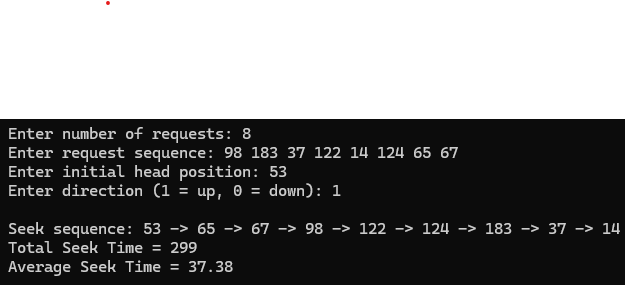 Enter number of requests: 8
Enter request sequence: 98 183 37 122 14 124 65 67
Enter initial head position: 53
Enter direction (1 = up, 0 = down): 1
Seek sequence: 53 -> 65 -> 67 -> 98 -> 122 -> 124 -> 183 -> 37 -> 14
Total Seek Time = 299
Average Seek Time = 37.38